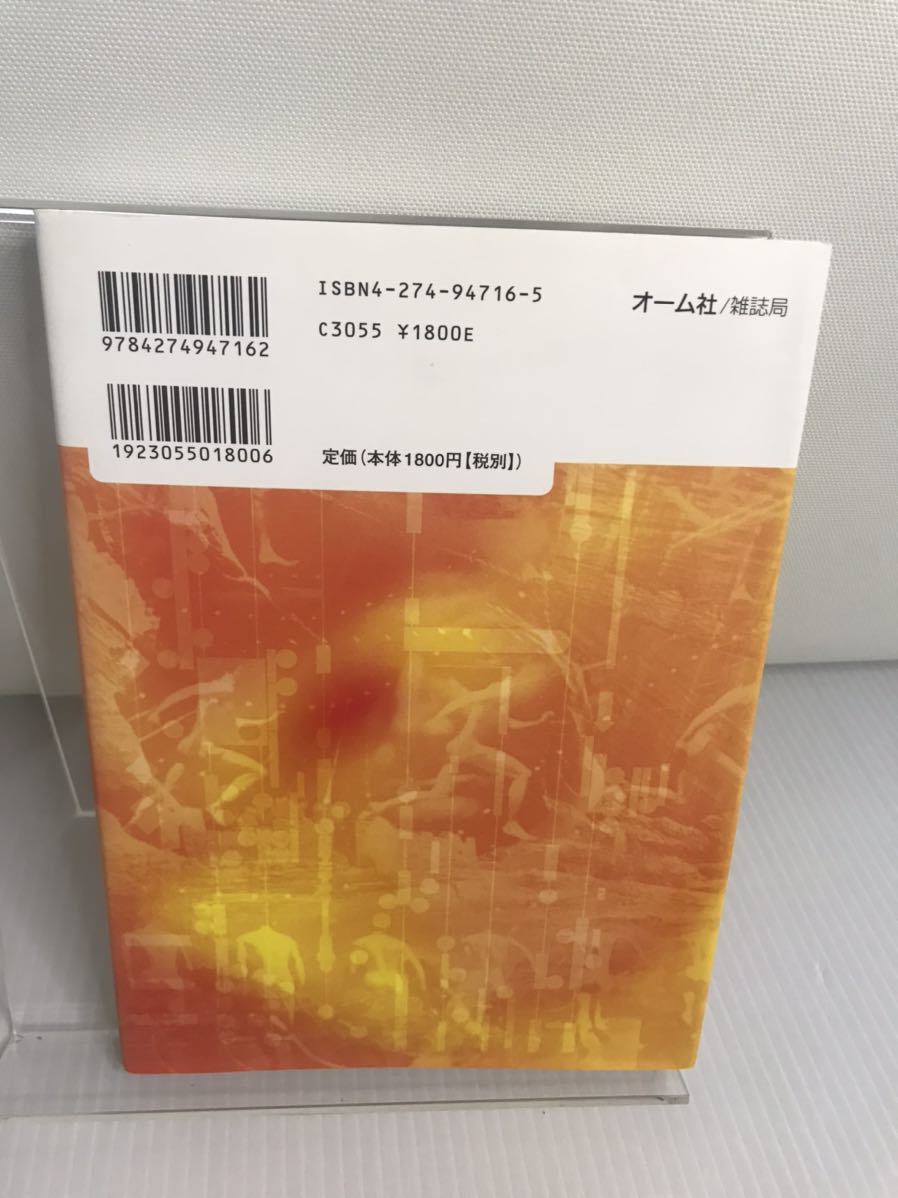 9784274947162
ISBN4-274-94716-5
C3055 ¥1800E
オーム社/雑誌局
1923055018006
定価(本体1800円【税別】)